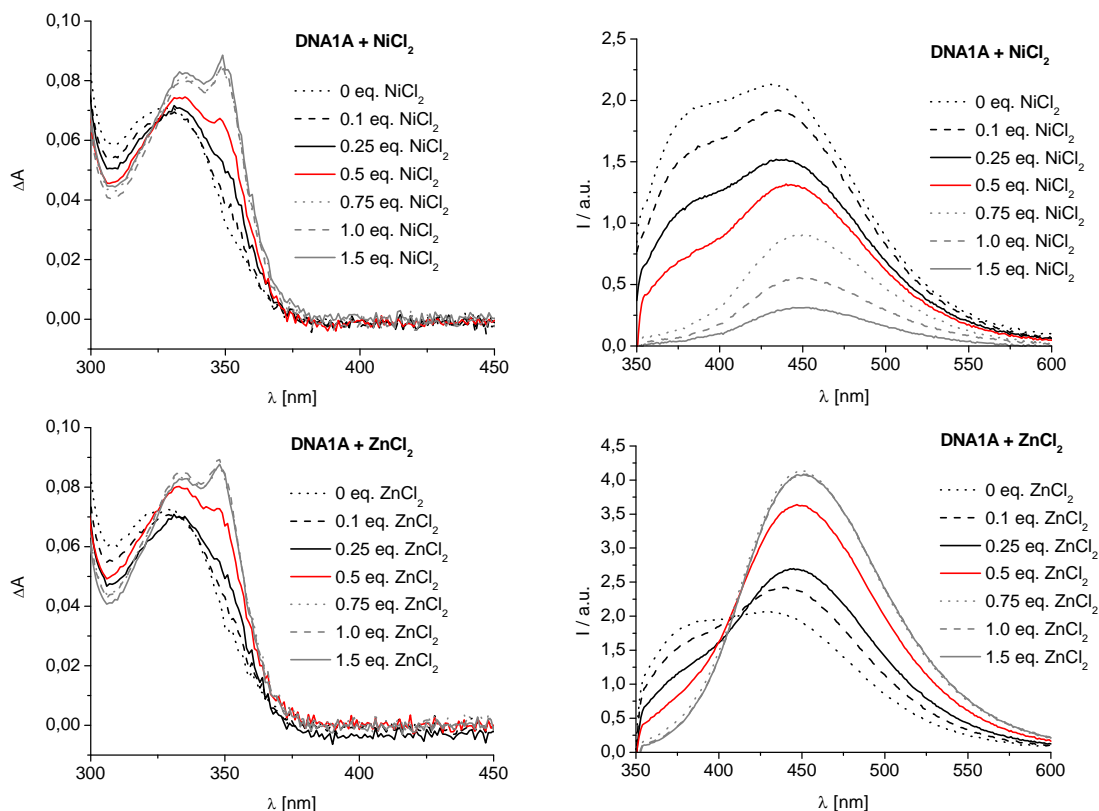 0,10
0,08
0,06
0,04
0,02
0,00
ΔA
300
350
400
450
λ [nm]
DNA1A + NiCl₂
0 eq. NiCl₂
0.1 eq. NiCl₂
0.25 eq. NiCl₂
0.5 eq. NiCl₂
0.75 eq. NiCl₂
1.0 eq. NiCl₂
1.5 eq. NiCl₂
2,5
2,0
1,5
1,0
0,5
0,0
I / a.u.
350
400
450
500
550
600
λ [nm]
DNA1A + NiCl₂
0 eq. NiCl₂
0.1 eq. NiCl₂
0.25 eq. NiCl₂
0.5 eq. NiCl₂
0.75 eq. NiCl₂
1.0 eq. NiCl₂
1.5 eq. NiCl₂
0,10
0,08
0,06
0,04
0,02
0,00
ΔA
300
350
400
450
λ [nm]
DNA1A + ZnCl₂
0 eq. ZnCl₂
0.1 eq. ZnCl₂
0.25 eq. ZnCl₂
0.5 eq. ZnCl₂
0.75 eq. ZnCl₂
1.0 eq. ZnCl₂
1.5 eq. ZnCl₂
4,5
4,0
3,5
3,0
2,5
2,0
1,5
1,0
0,5
0,0
I / a.u.
350
400
450
500
550
600
λ [nm]
DNA1A + ZnCl₂
0 eq. ZnCl₂
0.1 eq. ZnCl₂
0.25 eq. ZnCl₂
0.5 eq. ZnCl₂
0.75 eq. ZnCl₂
1.0 eq. ZnCl₂
1.5 eq. ZnCl₂